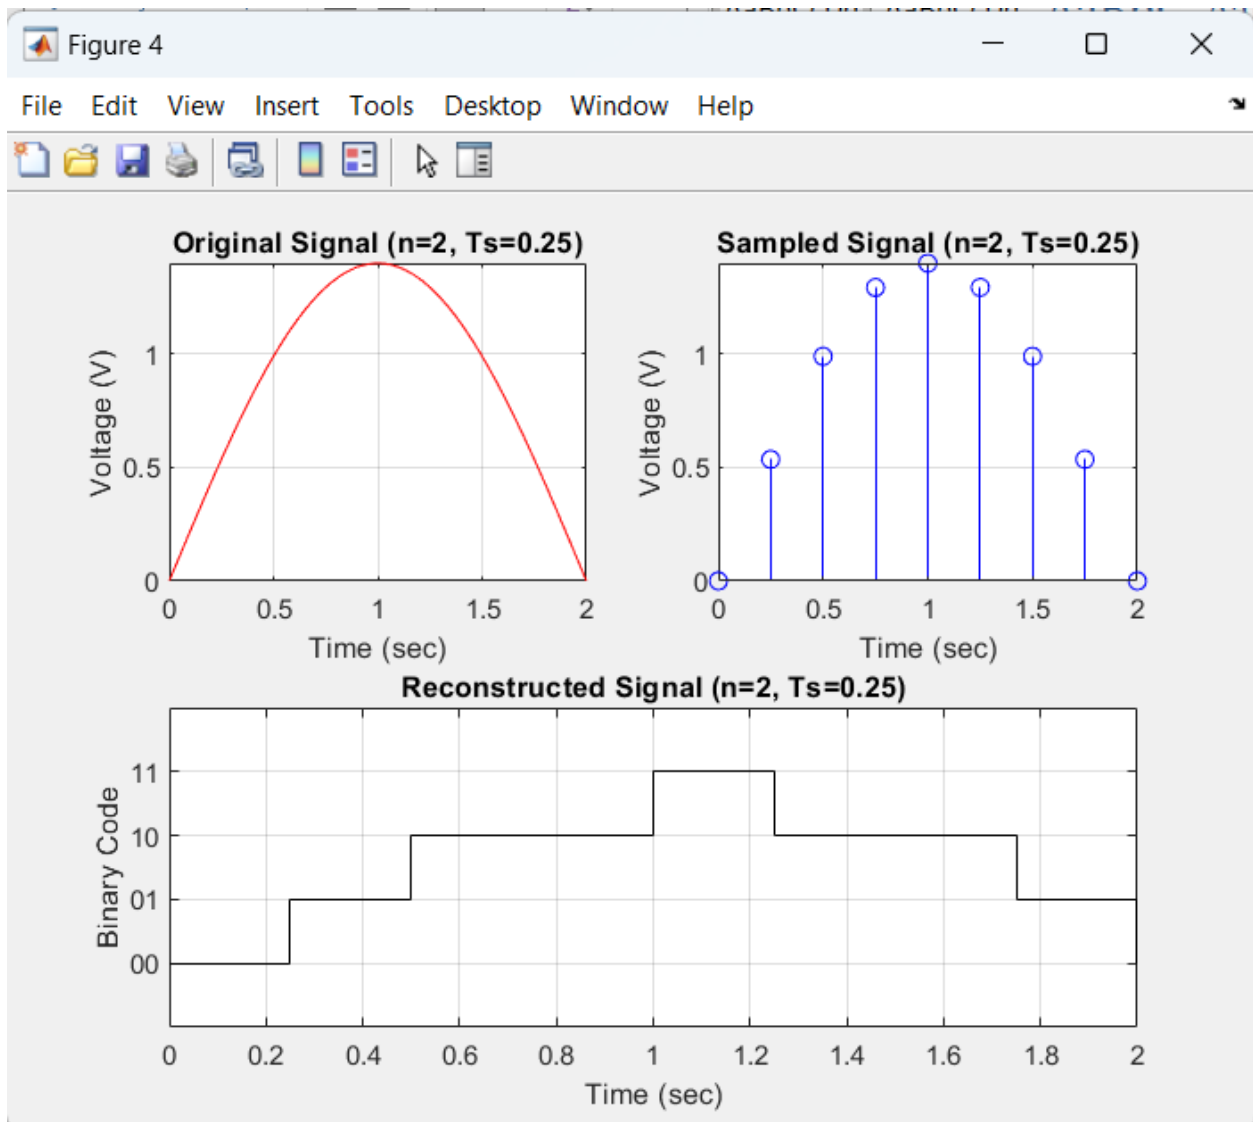 Figure 4
File Edit View Insert Tools Desktop Window Help
Original Signal (n=2, Ts=0.25)
Voltage (V)
1
0.5
0
0 0.5 1 1.5 2
Time (sec)
Sampled Signal (n=2, Ts=0.25)
Voltage (V)
1
0.5
0
0 0.5 1 1.5 2
Time (sec)
Reconstructed Signal (n=2, Ts=0.25)
Binary Code
11
10
01
00
0 0.2 0.4 0.6 0.8 1 1.2 1.4 1.6 1.8 2
Time (sec)